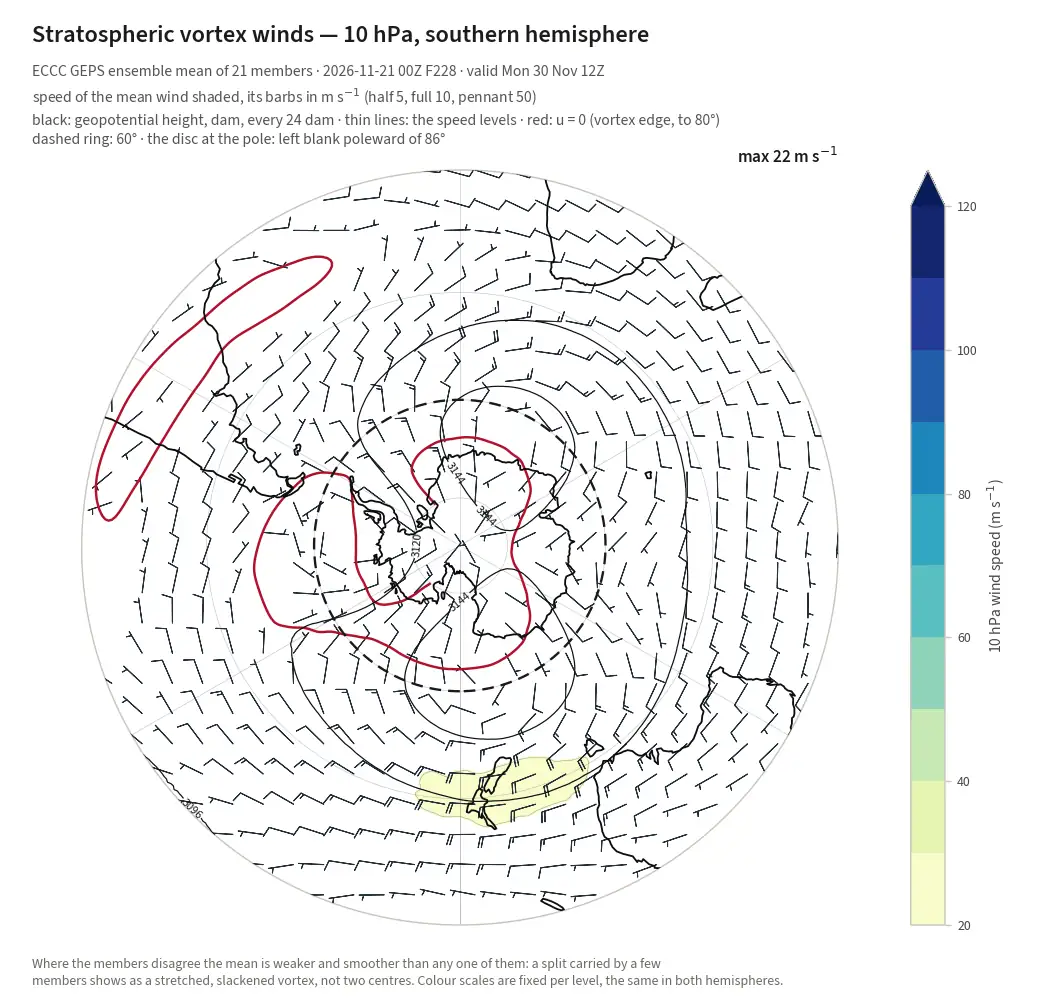 Stratospheric vortex winds — 10 hPa, southern hemisphere
ECCC GEPS ensemble mean of 21 members · 2026-11-21 00Z F228 · valid Mon 30 Nov 12Z
speed of the mean wind shaded, its barbs in m s⁻¹ (half 5, full 10, pennant 50)
black: geopotential height, dam, every 24 dam · thin lines: the speed levels · red: u = 0 (vortex edge, to 80°)
dashed ring: 60° · the disc at the pole: left blank poleward of 86°
max 22 m s⁻¹
120
100
80
60
40
20
10 hPa wind speed (m s⁻¹)
3144
3144
3120
3144
3096
Where the members disagree the mean is weaker and smoother than any one of them: a split carried by a few
members shows as a stretched, slackened vortex, not two centres. Colour scales are fixed per level, the same in both hemispheres.